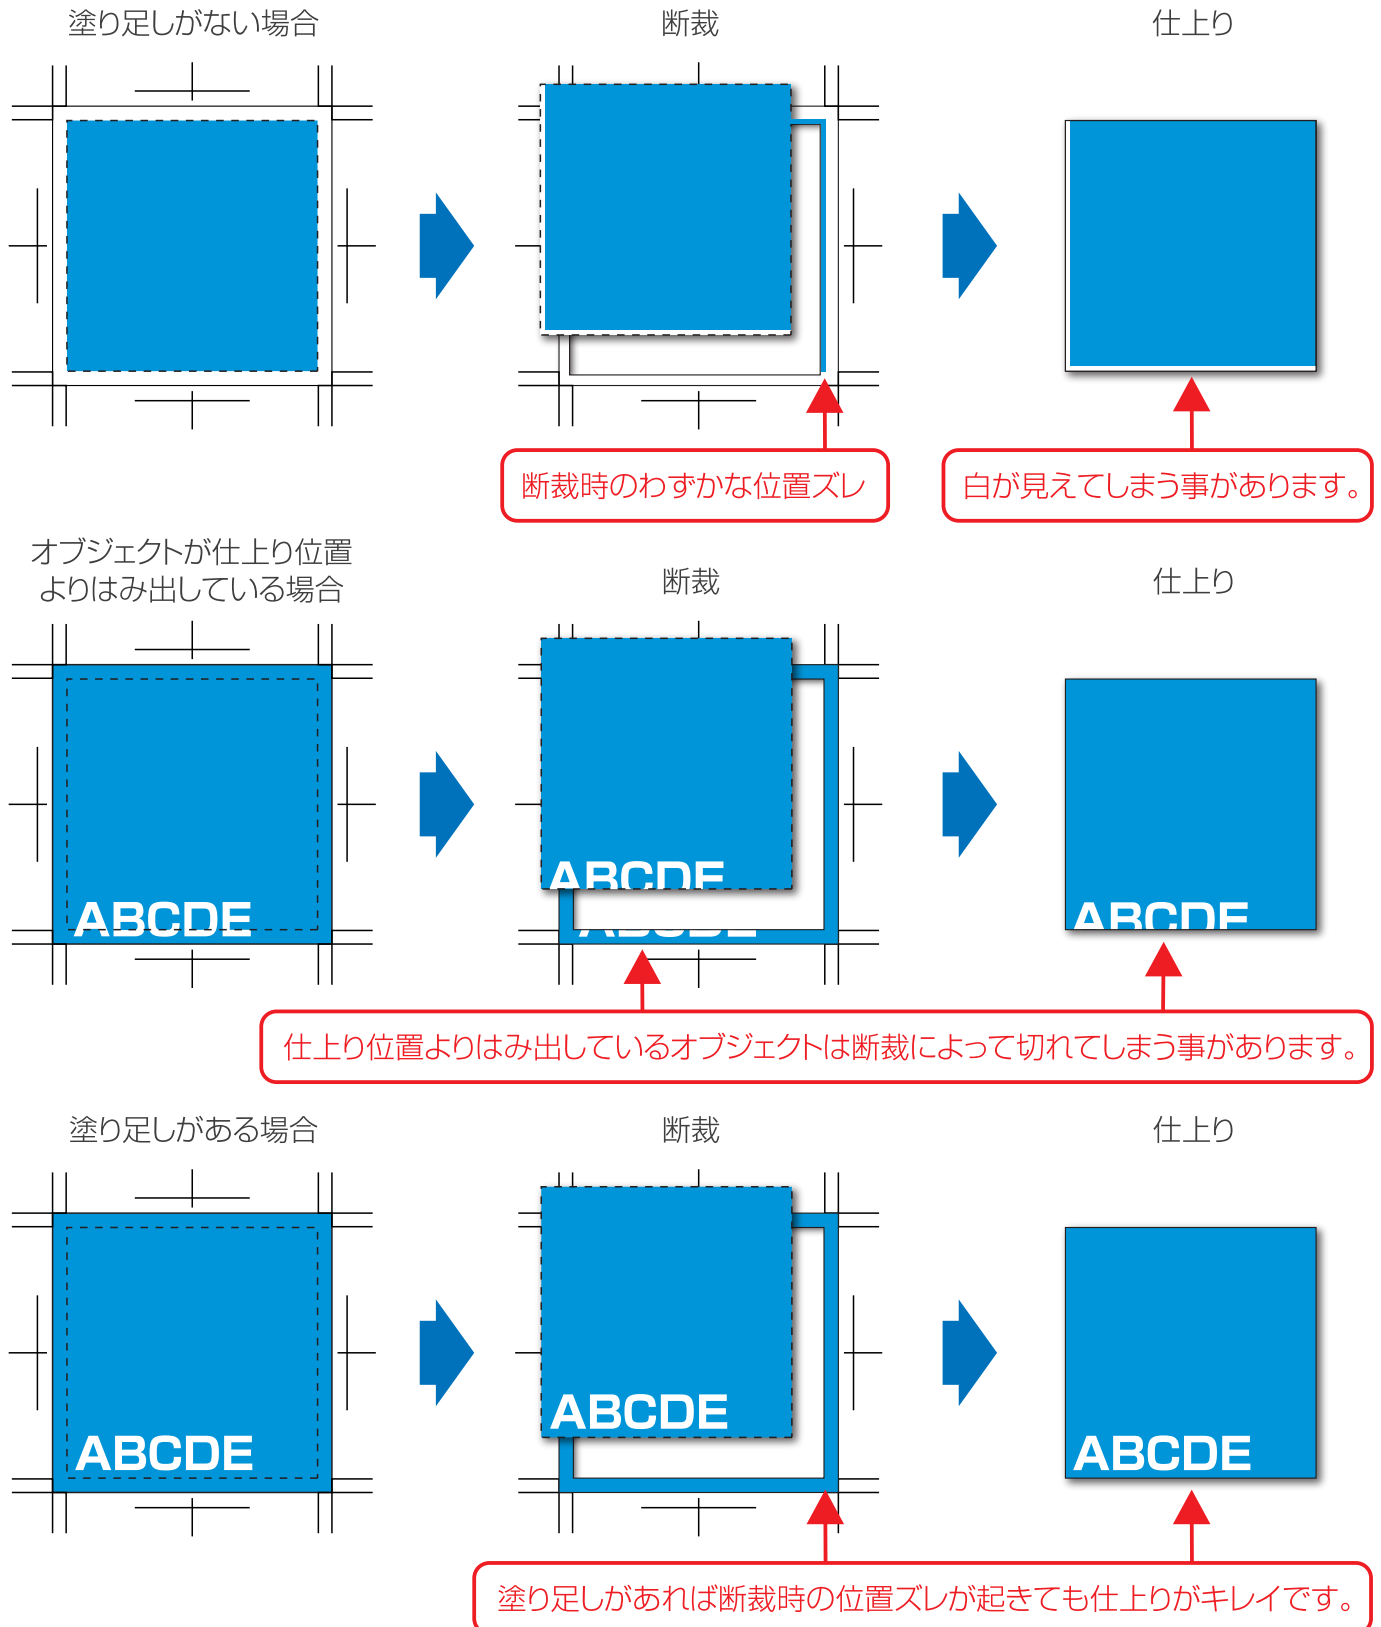 塗り足しがない場合
断裁
仕上り
断裁時のわずかな位置ズレ
白が見えてしまう事があります。
オブジェクトが仕上り位置
よりはみ出している場合
断裁
仕上り
ABCDE
ABCDE
ABCDE
ABCDE
仕上り位置よりはみ出しているオブジェクトは断裁によって切れてしまう事があります。
塗り足しがある場合
断裁
仕上り
ABCDE
ABCDE
ABCDE
塗り足しがあれば断裁時の位置ズレが起きても仕上りがキレイです。